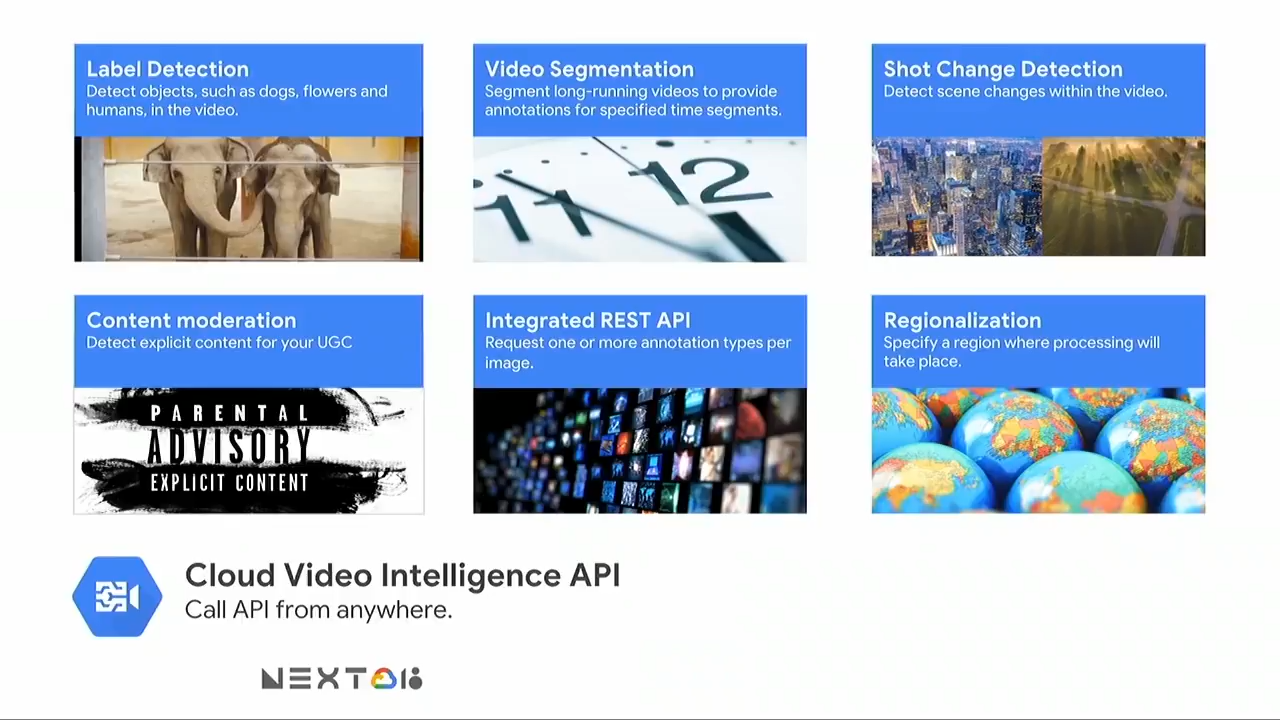 Label Detection
Detect objects, such as dogs, flowers and
humans, in the video.
Video Segmentation
Segment long-running videos to provide
annotations for specified time segments.
12
11
Shot Change Detection
Detect scene changes within the video.
Content moderation
Detect explicit content for your UGC
PARENTAL
ADVISORY
EXPLICIT CONTENT
Integrated REST API
Request one or more annotation types per
image.
Regionalization
Specify a region where processing will
take place.
Cloud Video Intelligence API
Call API from anywhere.
NEXT 18